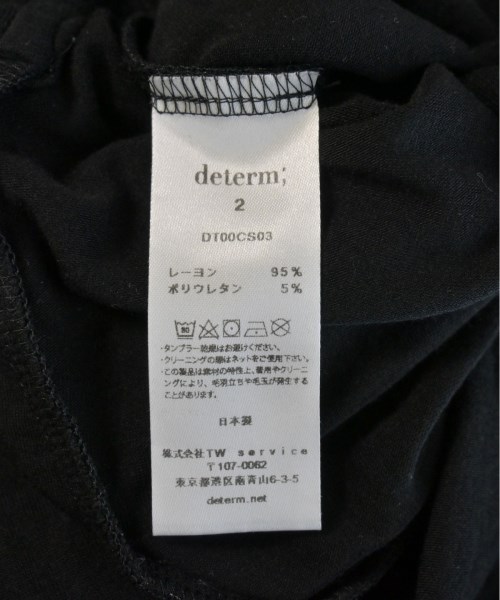 determ;
2
DT00CS03
レーヨン 95%
ポリウレタン 5%
・タンブラー乾燥はお避けください。
・クリーニングの際はネットをご使用下さい。
・この製品は素材の特性上、着用やクリーニ
ングにより、毛羽立ちや毛玉が発生する
ことがあります。
日本製
株式会社TW service
〒107-0062
東京都港区南青山6-3-5
determ.net